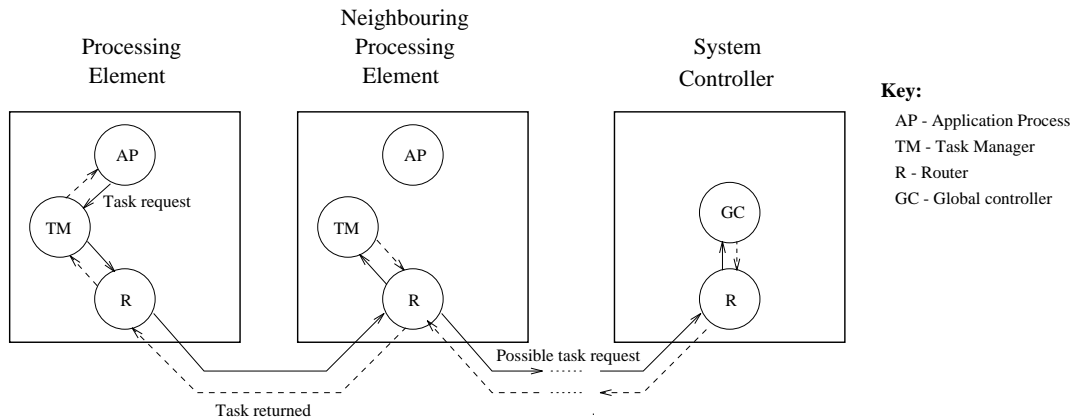 Processing
Element
Neighbouring
Processing
Element
System
Controller
Key:
AP - Application Process
TM - Task Manager
R - Router
GC - Global controller
AP
Task request
TM
R
AP
TM
R
GC
R
Possible task request
Task returned